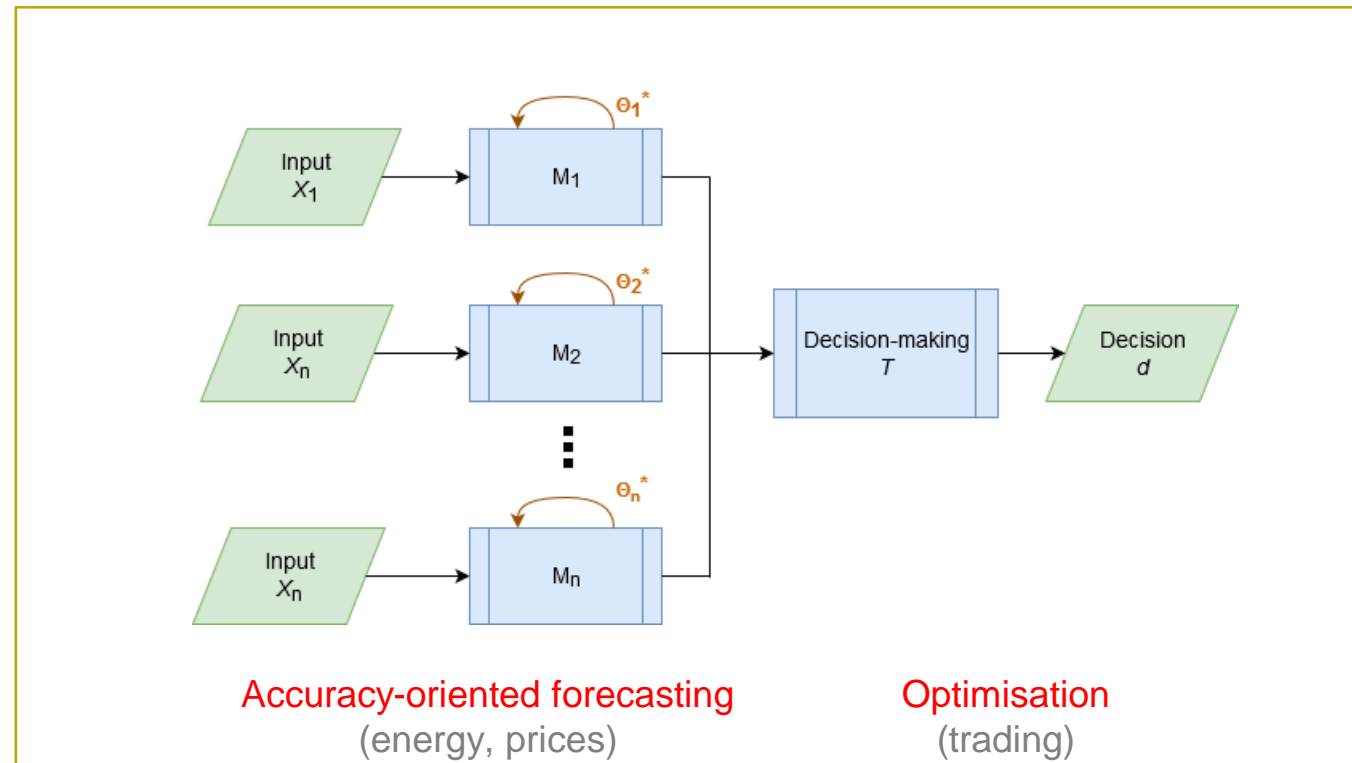 Θ1*
Input
X1
M1
Θ2*
Input
Xn
M2
Decision-making
T
Decision
d
Θn*
Input
Xn
Mn
Accuracy-oriented forecasting
(energy, prices)
Optimisation
(trading)